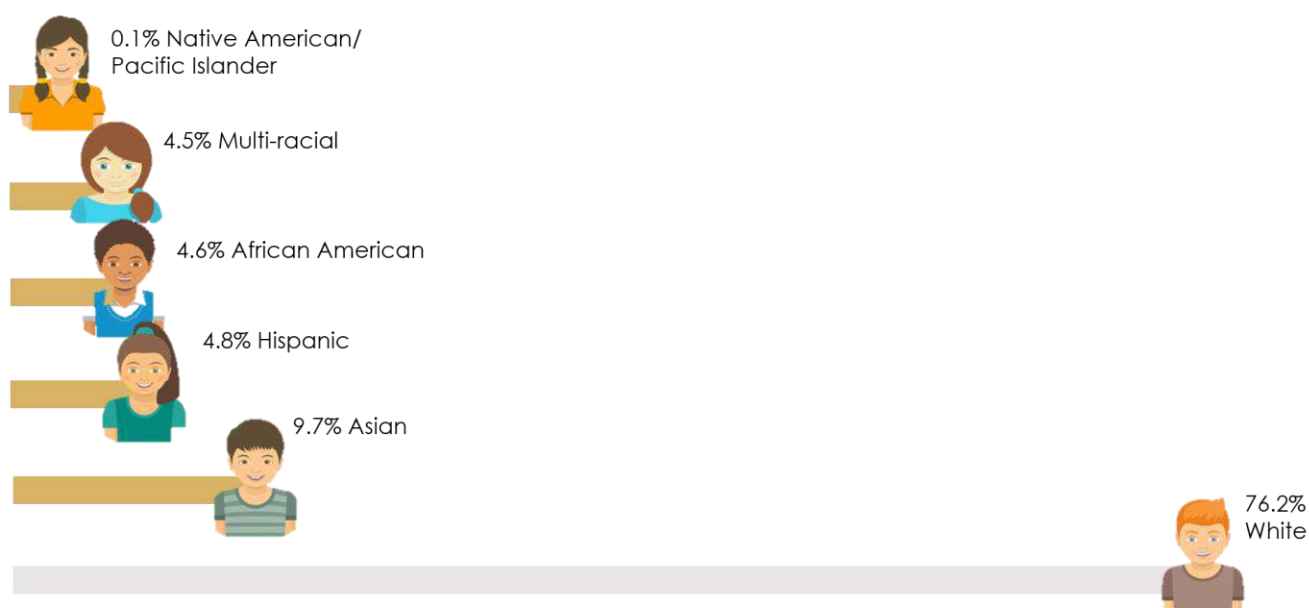 0.1% Native American/
Pacific Islander
4.5% Multi-racial
4.6% African American
4.8% Hispanic
9.7% Asian
76.2%
White